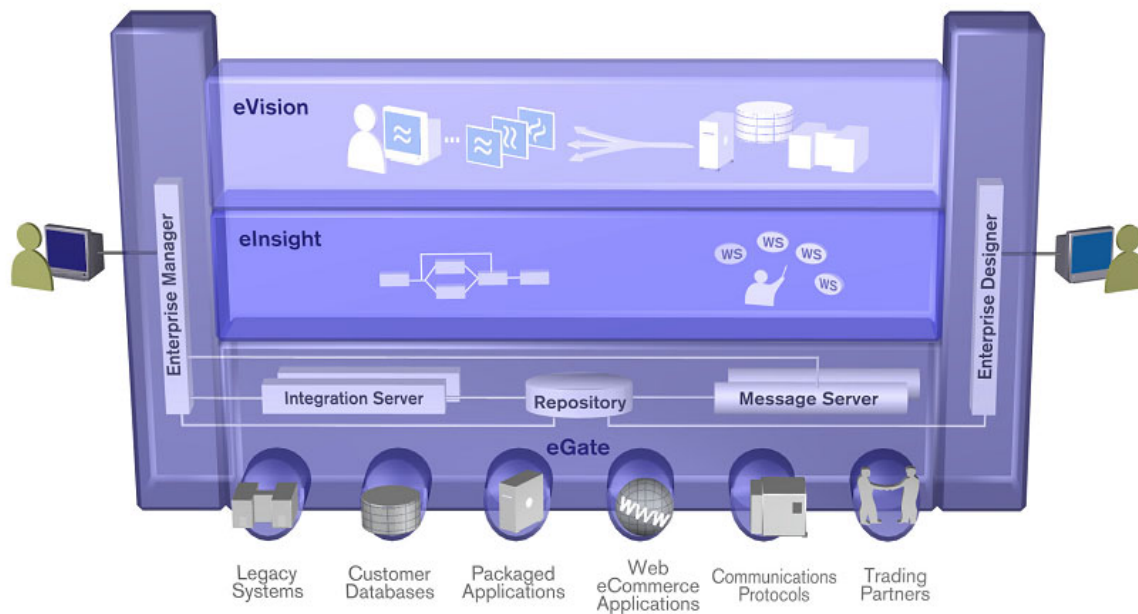 eVision
eInsight
WS
WS
WS
WS
Enterprise Manager
Enterprise Designer
Integration Server
Repository
Message Server
eGate
www
Legacy
Systems
Customer
Databases
Packaged
Applications
Web
eCommerce
Applications
Communications
Protocols
Trading
Partners